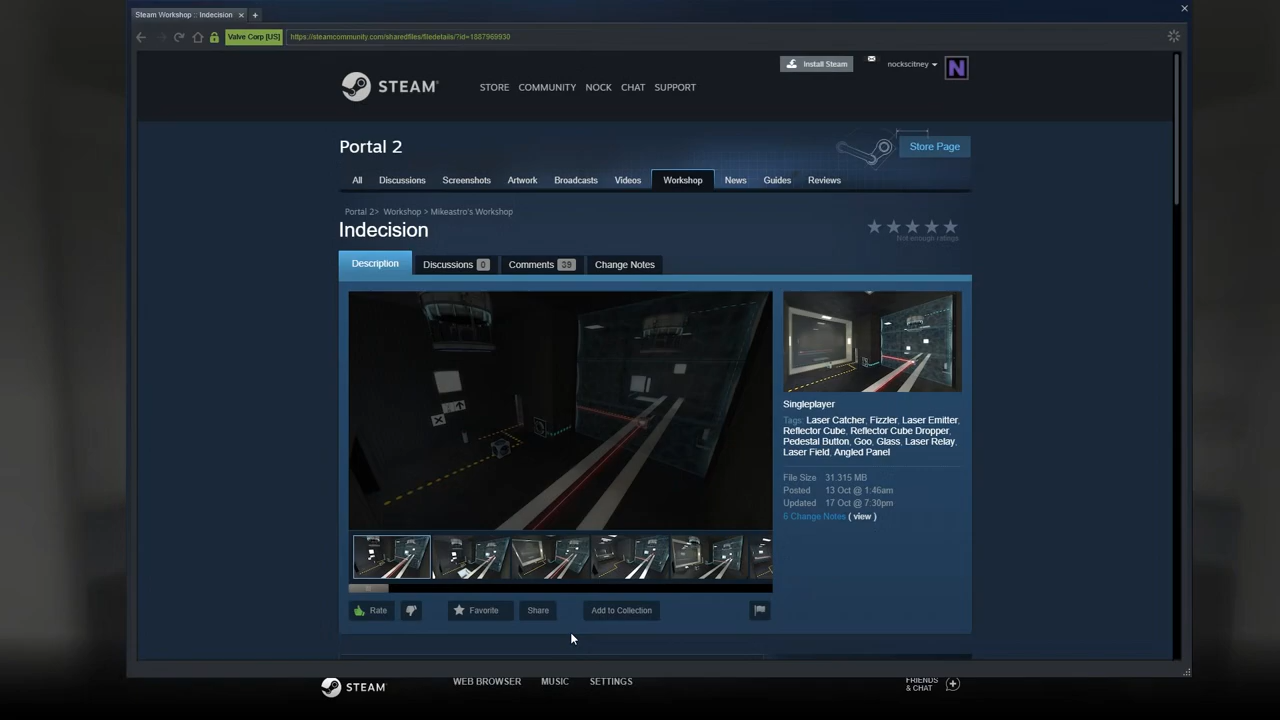 Steam Workshop :: Indecision
Valve Corp [US] https://steamcommunity.com/sharedfiles/filedetails/?id=1887969930
Install Steam nockscitney
STEAM STORE COMMUNITY NOCK CHAT SUPPORT
Portal 2
Store Page
All Discussions Screenshots Artwork Broadcasts Videos Workshop News Guides Reviews
Portal 2 > Workshop > Mikeastro's Workshop
Indecision
Not enough ratings
Description Discussions 0 Comments 39 Change Notes
Singleplayer
Tags: Laser Catcher, Fizzler, Laser Emitter,
Reflector Cube, Reflector Cube Dropper,
Pedestal Button, Goo, Glass, Laser Relay,
Laser Field, Angled Panel
File Size 31.315 MB
Posted 13 Oct @ 1:46am
Updated 17 Oct @ 7:30pm
6 Change Notes ( view )
Rate Favorite Share Add to Collection
STEAM WEB BROWSER MUSIC SETTINGS
FRIENDS
& CHAT